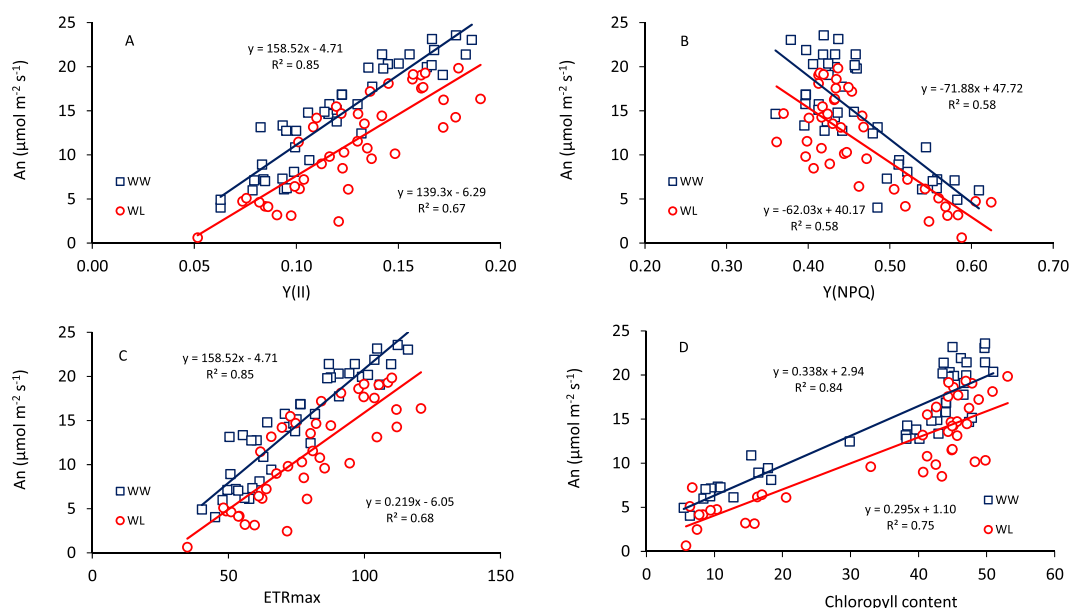 A
An (µmol m⁻² s⁻¹)
25
20
15
10
5
0
y = 158.52x - 4.71
R² = 0.85
139.3x - 6.29
R² = 0.67
WW
WL
0.00 0.05 0.10 0.15 0.20
Y(II)
B
An (µmol m⁻² s⁻¹)
25
20
15
10
5
0
y = -71.88x + 47.72
R² = 0.58
y = -62.03x + 40.17
R² = 0.58
WW
WL
0.20 0.30 0.40 0.50 0.60 0.70
Y(NPQ)
C
An (µmol m⁻² s⁻¹)
25
20
15
10
5
0
y = 158.52x - 4.71
R² = 0.85
y = 0.219x - 6.05
R² = 0.68
WW
WL
0 50 100 150
ETRmax
D
An (µmol m⁻² s⁻¹)
25
20
15
10
5
0
y = 0.338x + 2.94
R² = 0.84
y = 0.295x + 1.10
R² = 0.75
WW
WL
0 10 20 30 40 50 60
Chloropyll content